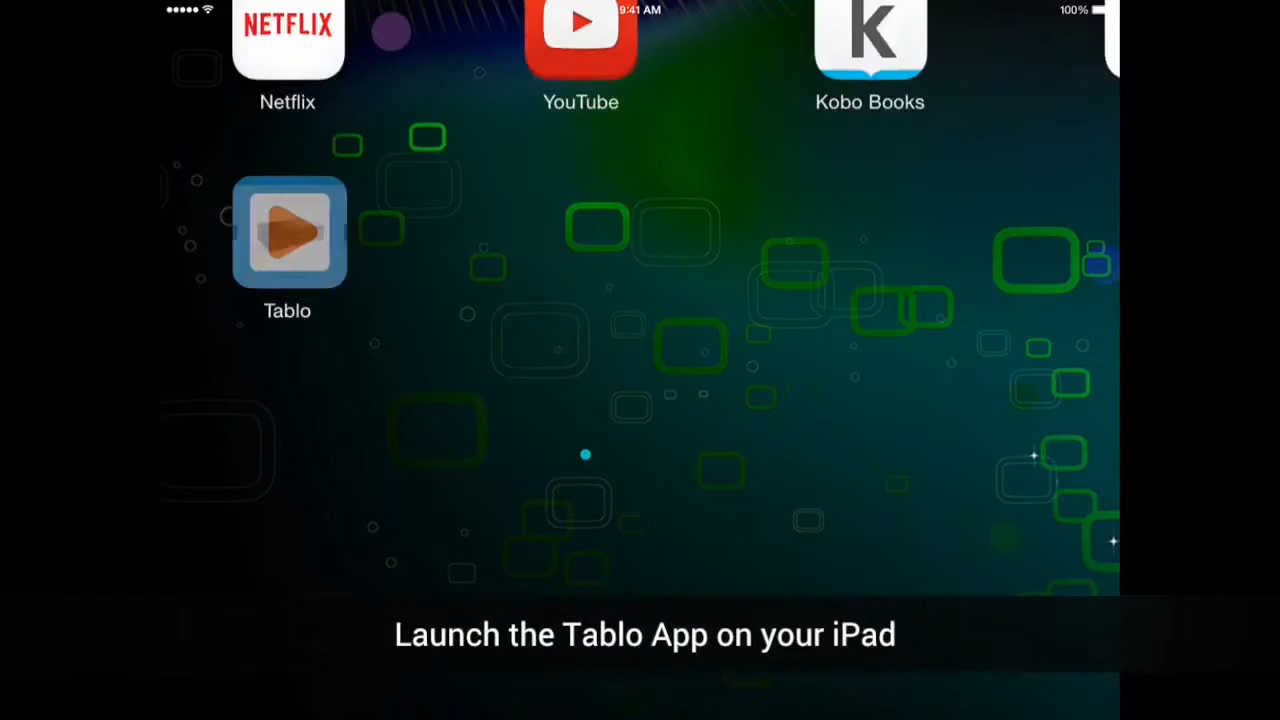 9:41 AM
100%
NETFLIX
K
Netflix
YouTube
Kobo Books
Tablo
Launch the Tablo App on your iPad